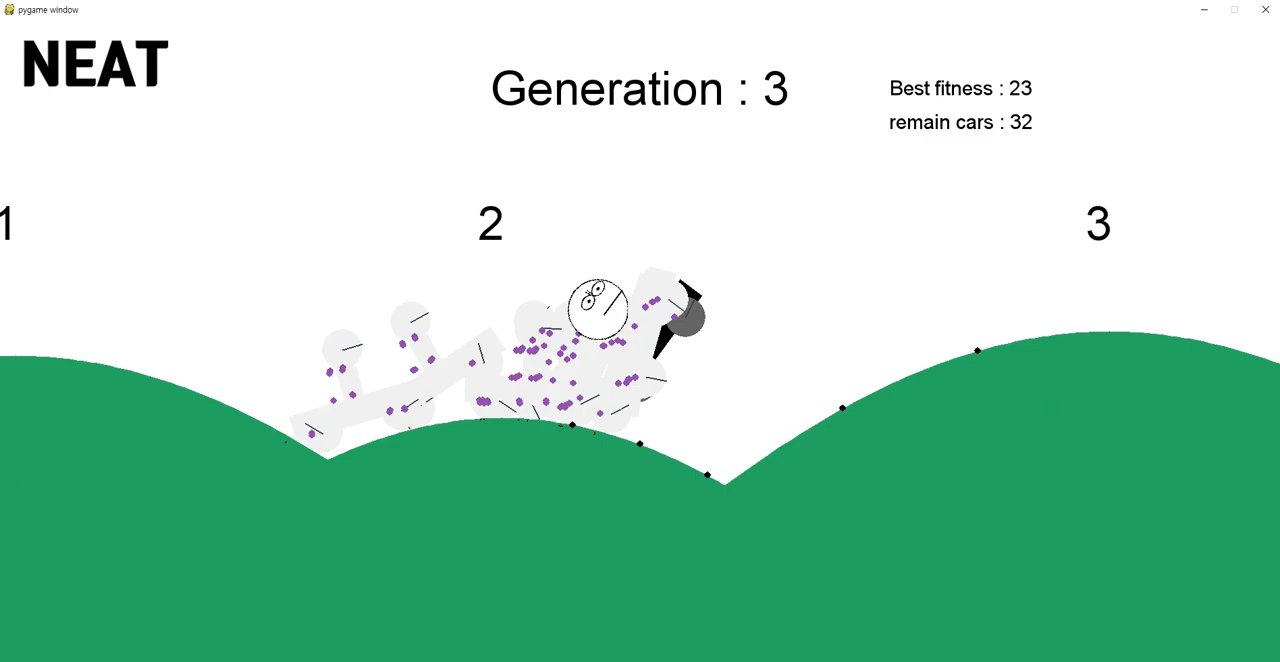 pygame window
NEAT
Generation : 3
Best fitness : 23
remain cars : 32
1
2
3